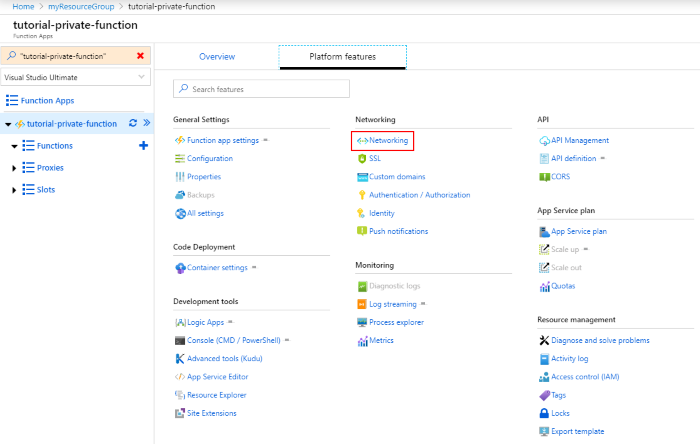 Home > myResourceGroup > tutorial-private-function
tutorial-private-function
Function Apps
"tutorial-private-function"
Visual Studio Ultimate
Function Apps
tutorial-private-function
Functions
Proxies
Slots
Overview
Platform features
Search features
General Settings
Function app settings
Configuration
Properties
Backups
All settings
Code Deployment
Container settings
Development tools
Logic Apps
Console (CMD / PowerShell)
Advanced tools (Kudu)
App Service Editor
Resource Explorer
Site Extensions
Networking
Networking
SSL
Custom domains
Authentication / Authorization
Identity
Push notifications
Monitoring
Diagnostic logs
Log streaming
Process explorer
Metrics
API
API Management
API definition
CORS
App Service plan
App Service plan
Scale up
Scale out
Quotas
Resource management
Diagnose and solve problems
Activity log
Access control (IAM)
Tags
Locks
Export template